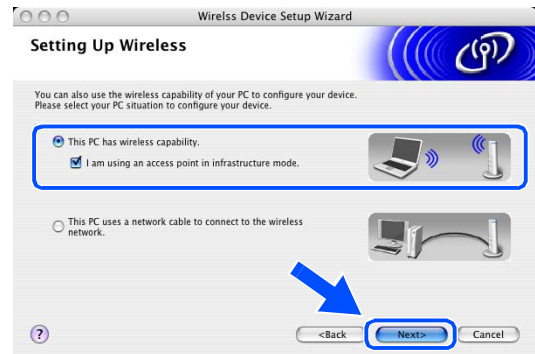 Wirelss Device Setup Wizard
Setting Up Wireless
You can also use the wireless capability of your PC to configure your device.
Please select your PC situation to configure your device.
This PC has wireless capability.
I am using an access point in infrastructure mode.
This PC uses a network cable to connect to the wireless
network.
?
<Back
Next>
Cancel